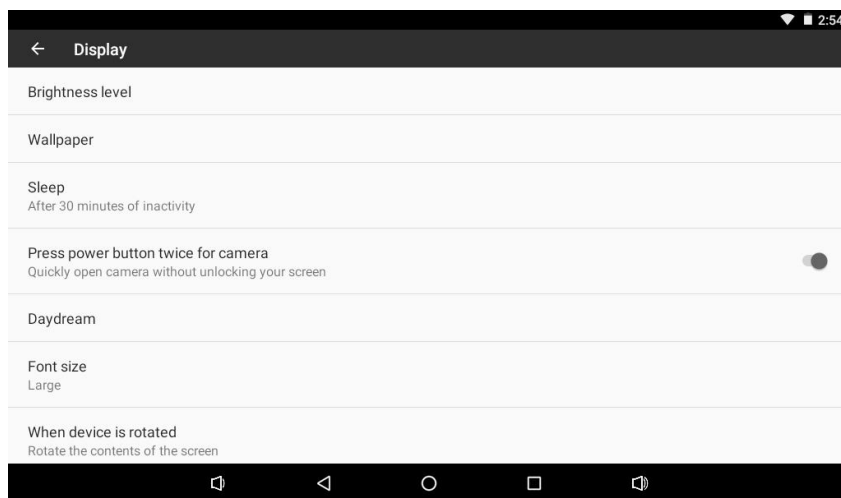 2:54
Display
Brightness level
Wallpaper
Sleep
After 30 minutes of inactivity
Press power button twice for camera
Quickly open camera without unlocking your screen
Daydream
Font size
Large
When device is rotated
Rotate the contents of the screen